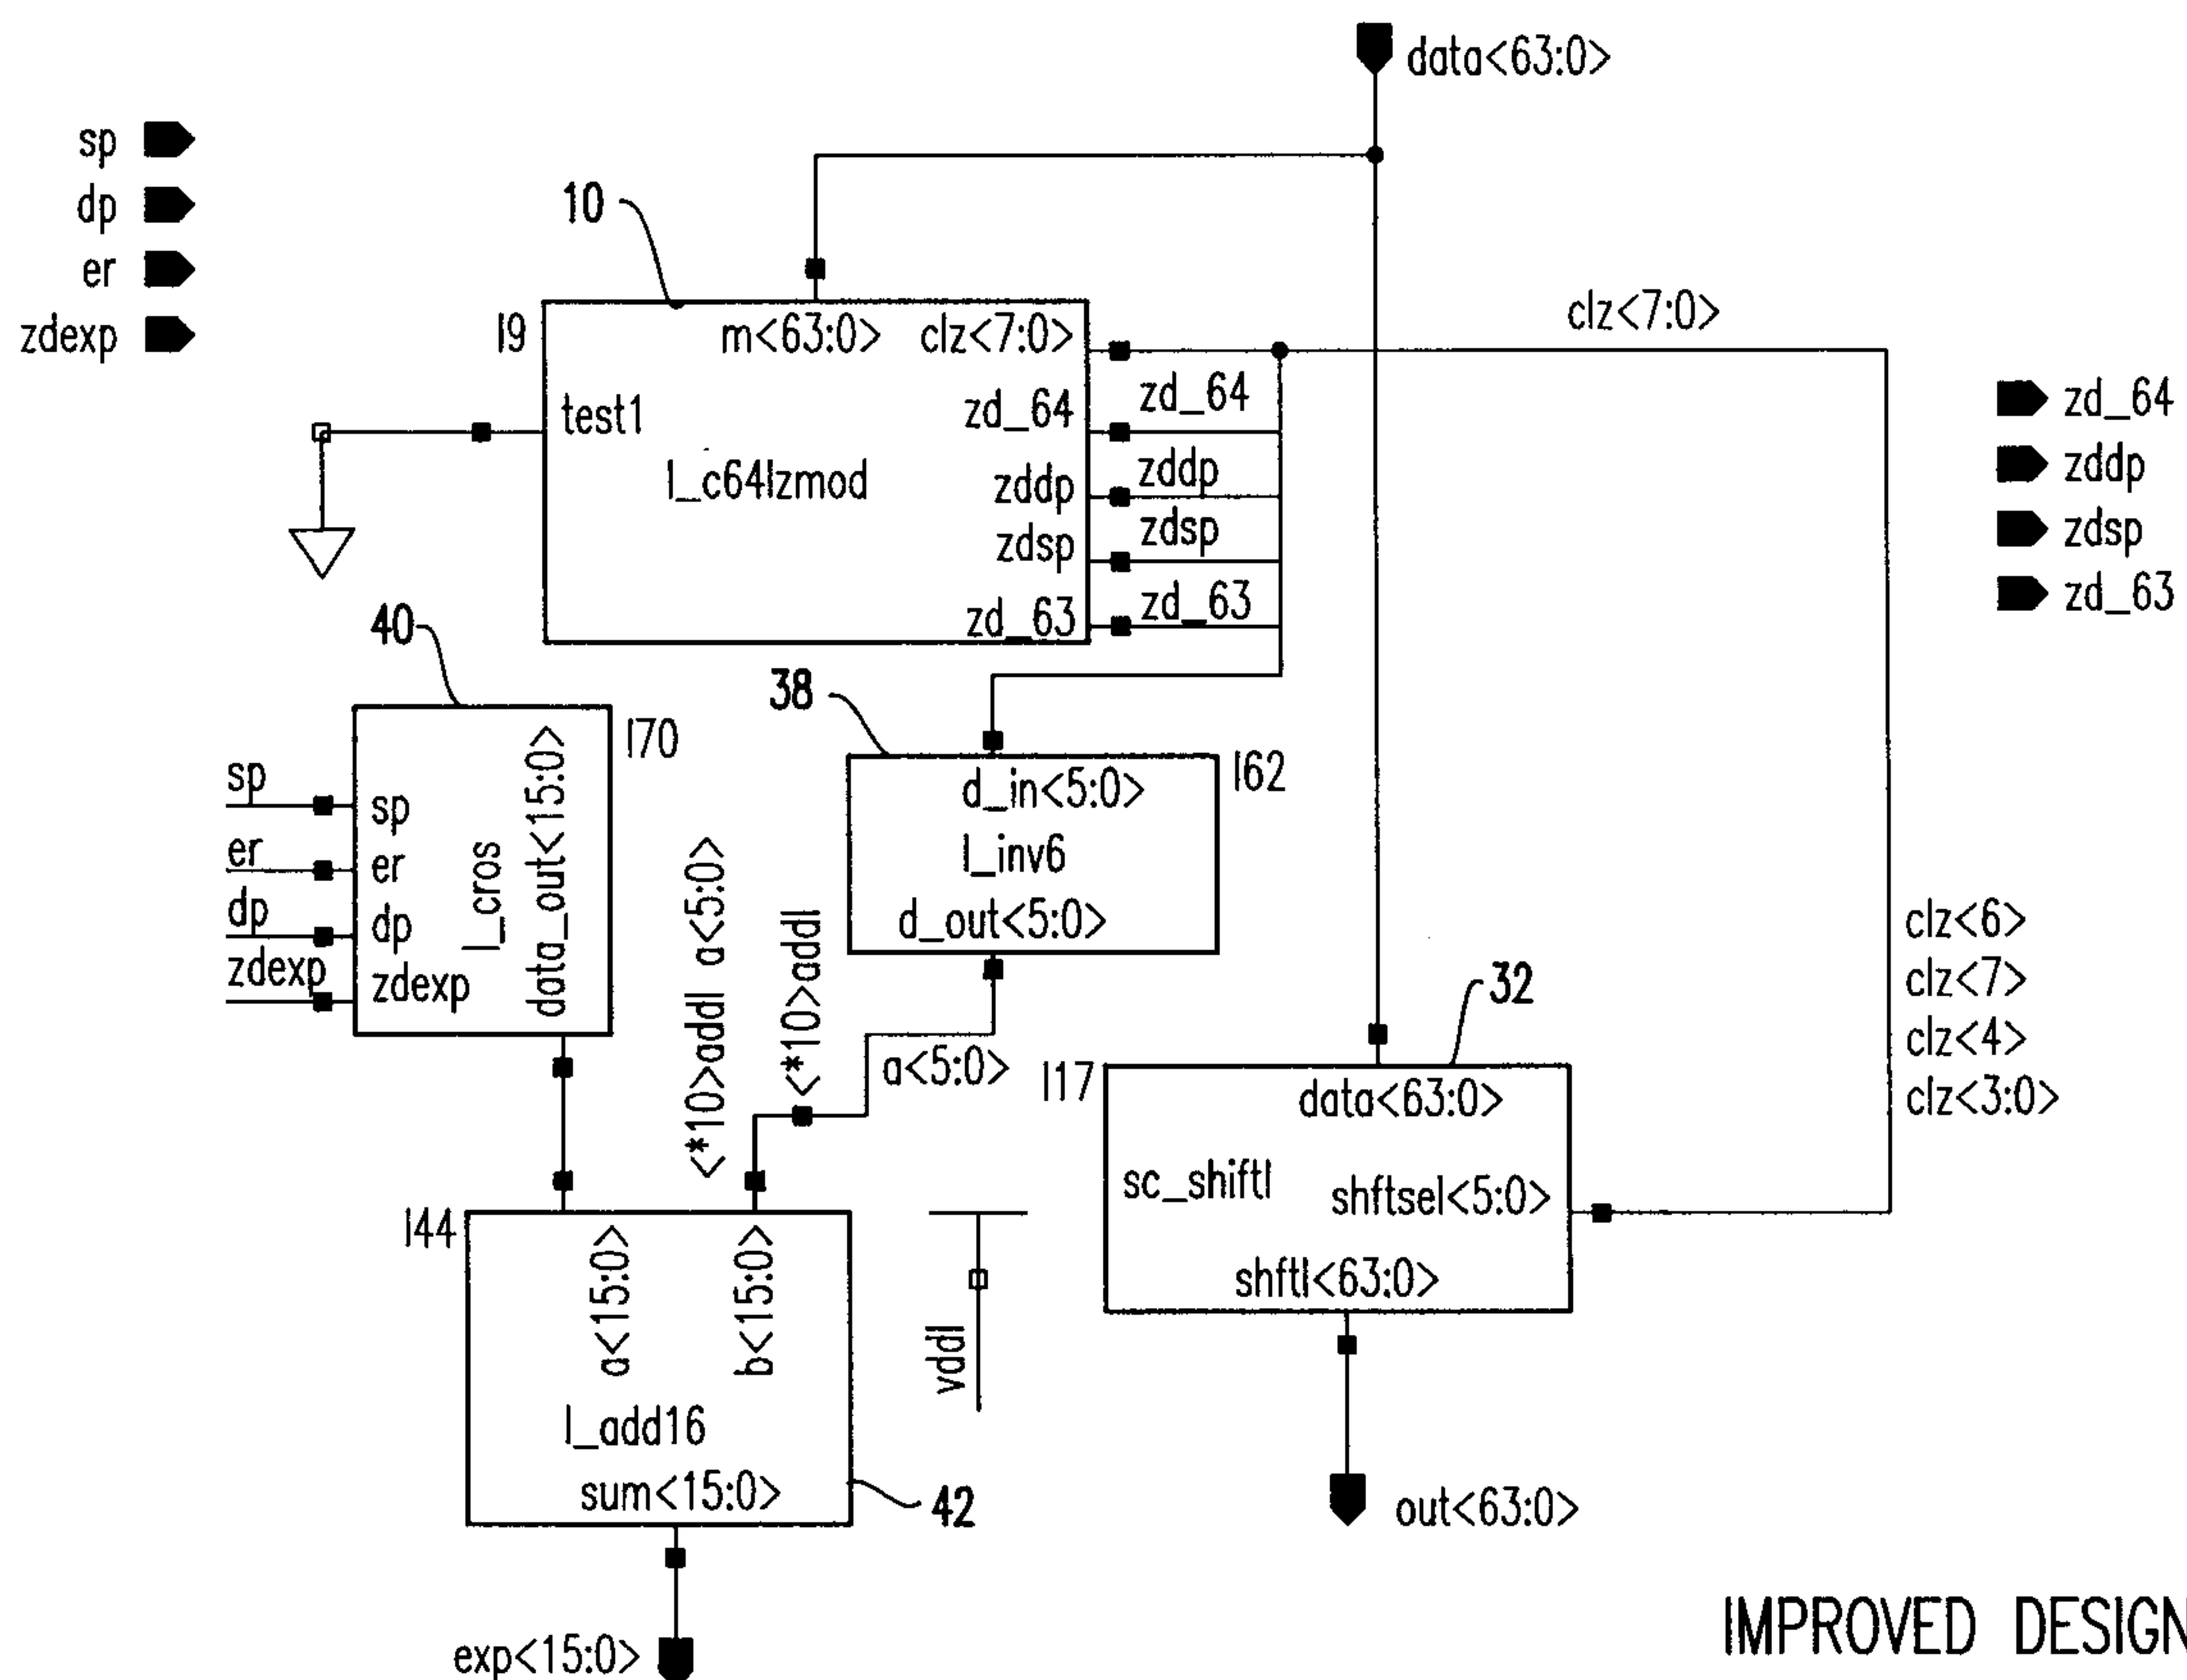 data<63:0>
sp
dp
er
zdexp
10
I9
m<63:0> clz<7:0>
clz<7:0>
test1
zd_64
zd_64
l_c64lzmod
zddp
zddp
zdsp
zdsp
zd_63
zd_63
zd_64
zddp
zdsp
zd_63
40
I70
sp
er
dp
zdexp
sp
er
dp
zdexp
l_cros
data_out<15:0>
38
I62
d_in<5:0>
l_inv6
d_out<5:0>
<*10>addl a<5:0>
<*10>addl
a<5:0>
clz<6>
clz<7>
clz<4>
clz<3:0>
32
I17
data<63:0>
sc_shiftl
shftsel<5:0>
shftl<63:0>
I44
a<15:0>
b<15:0>
l_add16
sum<15:0>
42
vddl
out<63:0>
exp<15:0>
IMPROVED DESIGN